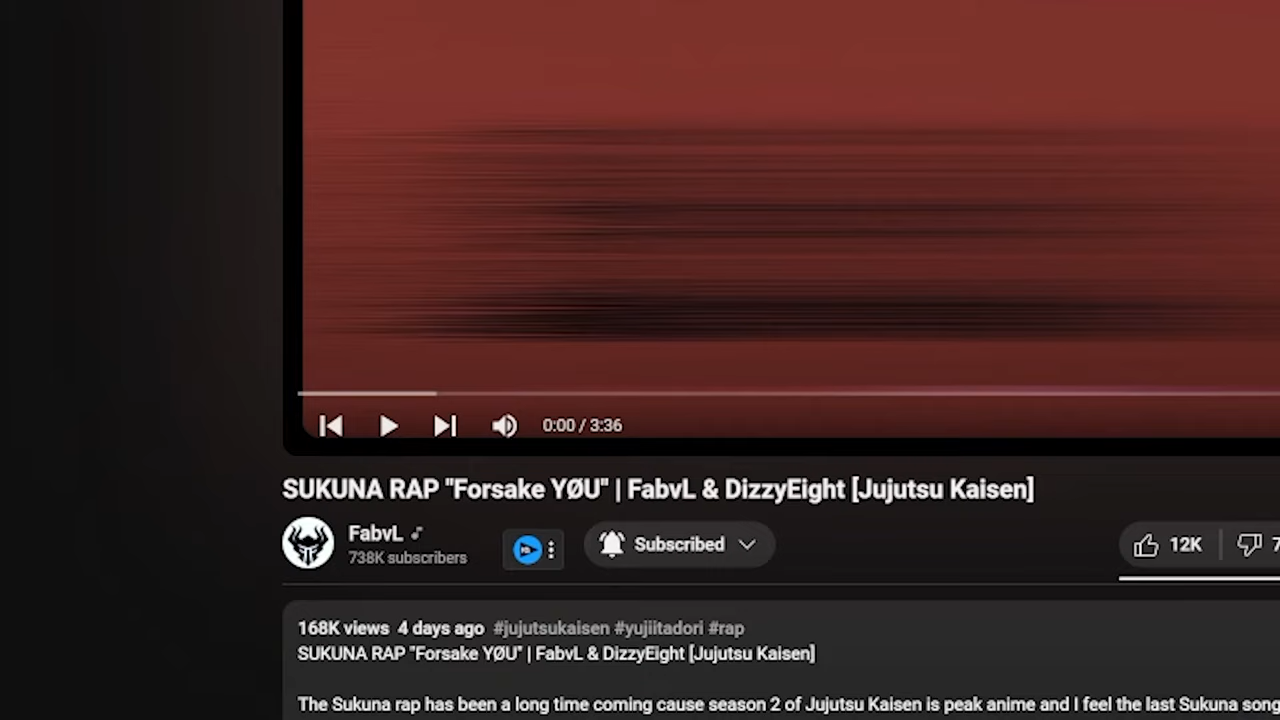 0:00 / 3:36
SUKUNA RAP "Forsake YØU" | FabvL & DizzyEight [Jujutsu Kaisen]
FabvL
738K subscribers
Subscribed
12K
7
168K views 4 days ago #jujutsukaisen #yujiitadori #rap
SUKUNA RAP "Forsake YØU" | FabvL & DizzyEight [Jujutsu Kaisen]
The Sukuna rap has been a long time coming cause season 2 of Jujutsu Kaisen is peak anime and I feel the last Sukuna song